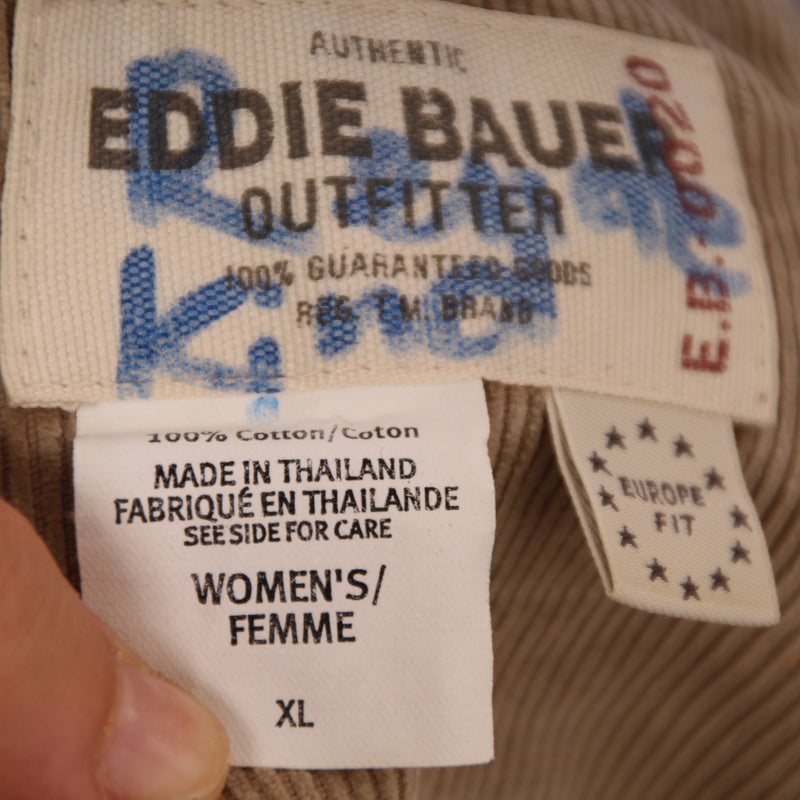 AUTHENTIC
EDDIE BAUER
OUTFITTER
100% GUARANTEED GOODS
REG. T.M. BRAND
E.B.-0020
King
100% Cotton/Coton
MADE IN THAILAND
FABRIQUÉ EN THAILANDE
SEE SIDE FOR CARE
WOMEN'S/
FEMME
XL
EUROPE
FIT